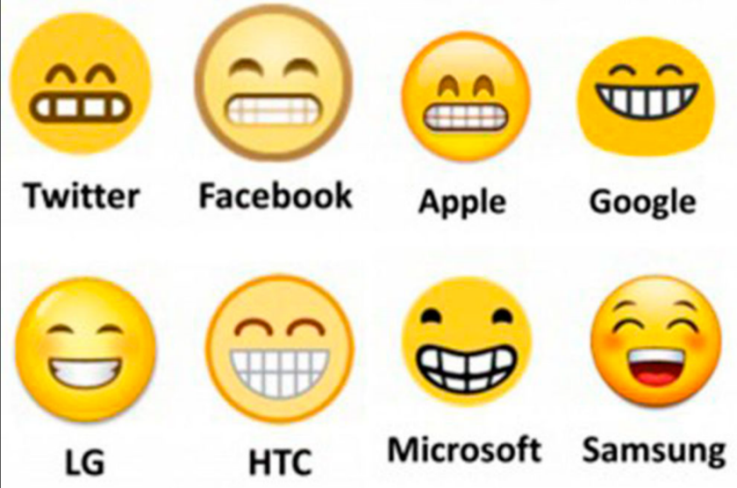 Twitter Facebook Apple Google
LG HTC Microsoft Samsung